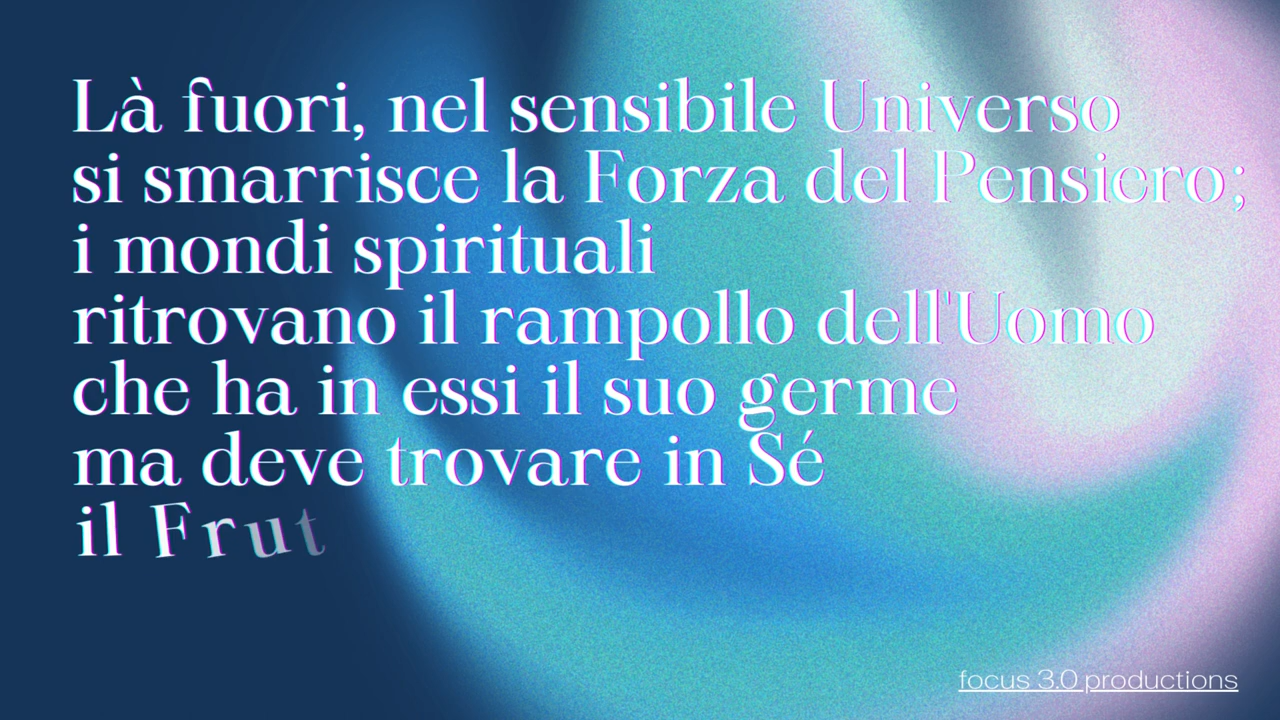 Là fuori, nel sensibile Universo
si smarrisce la Forza del Pensiero;
i mondi spirituali
ritrovano il rampollo dell'Uomo
che ha in essi il suo germe
ma deve trovare in Sé
il Frut
focus 3.0 productions